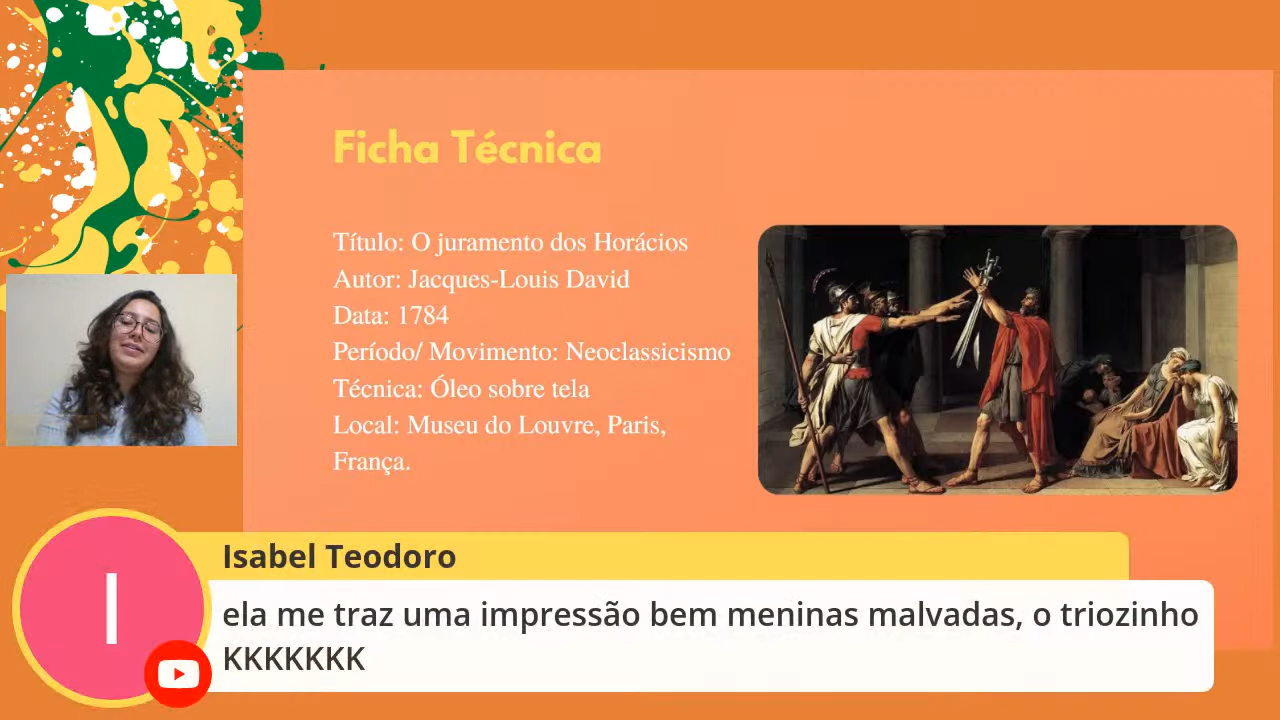 Ficha Técnica
Título: O juramento dos Horácios
Autor: Jacques-Louis David
Data: 1784
Período/ Movimento: Neoclassicismo
Técnica: Óleo sobre tela
Local: Museu do Louvre, Paris,
França.
I
Isabel Teodoro
ela me traz uma impressão bem meninas malvadas, o triozinho
KKKKKKK